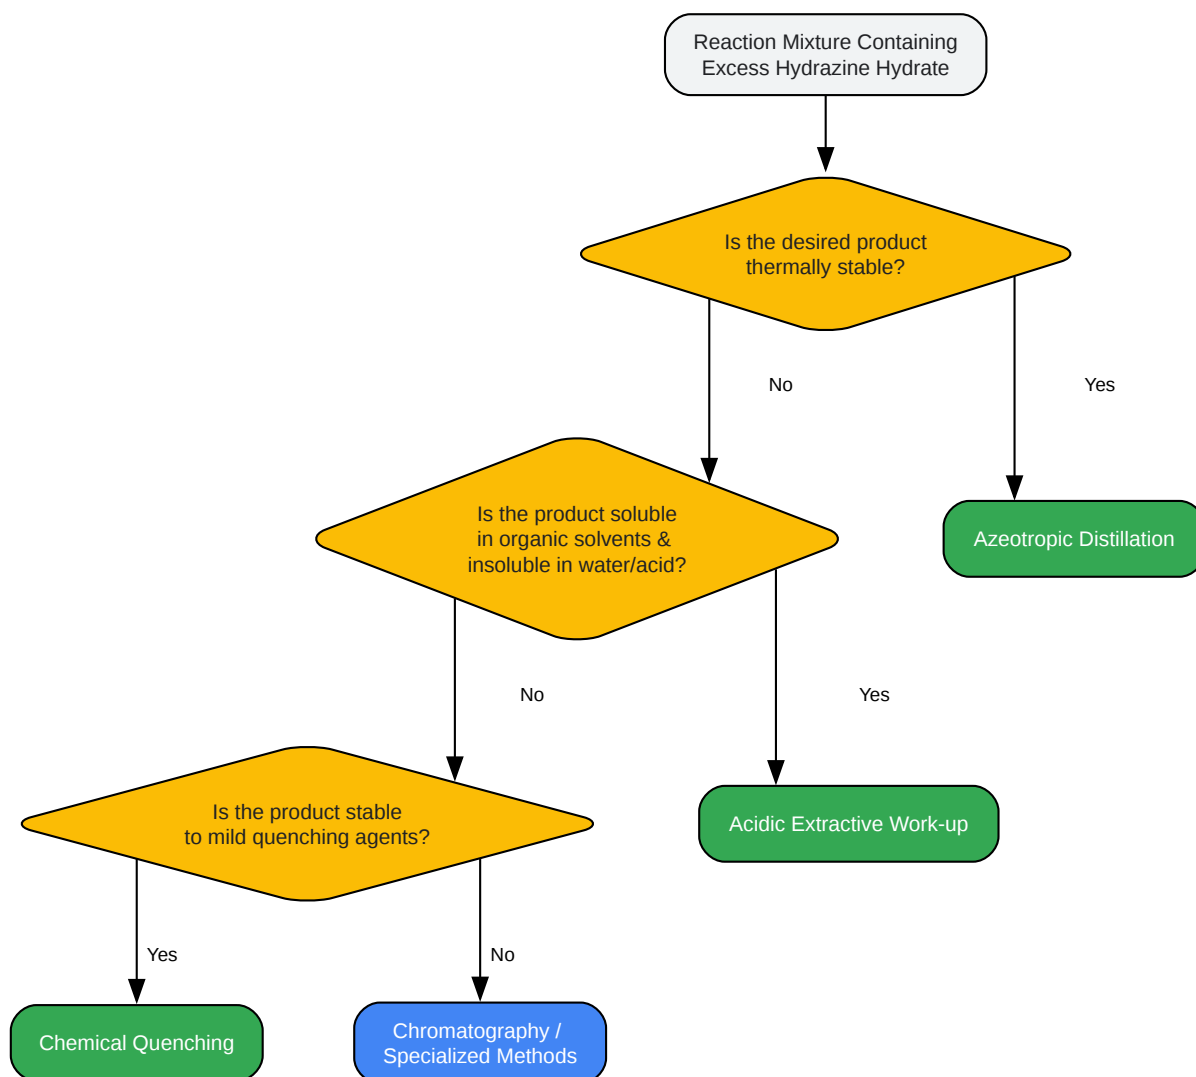 Reaction Mixture Containing
Excess Hydrazine Hydrate
Is the desired product
thermally stable?
No
Yes
Is the product soluble
in organic solvents &
insoluble in water/acid?
Azeotropic Distillation
No
Yes
Is the product stable
to mild quenching agents?
Acidic Extractive Work-up
Yes
No
Chemical Quenching
Chromatography /
Specialized Methods